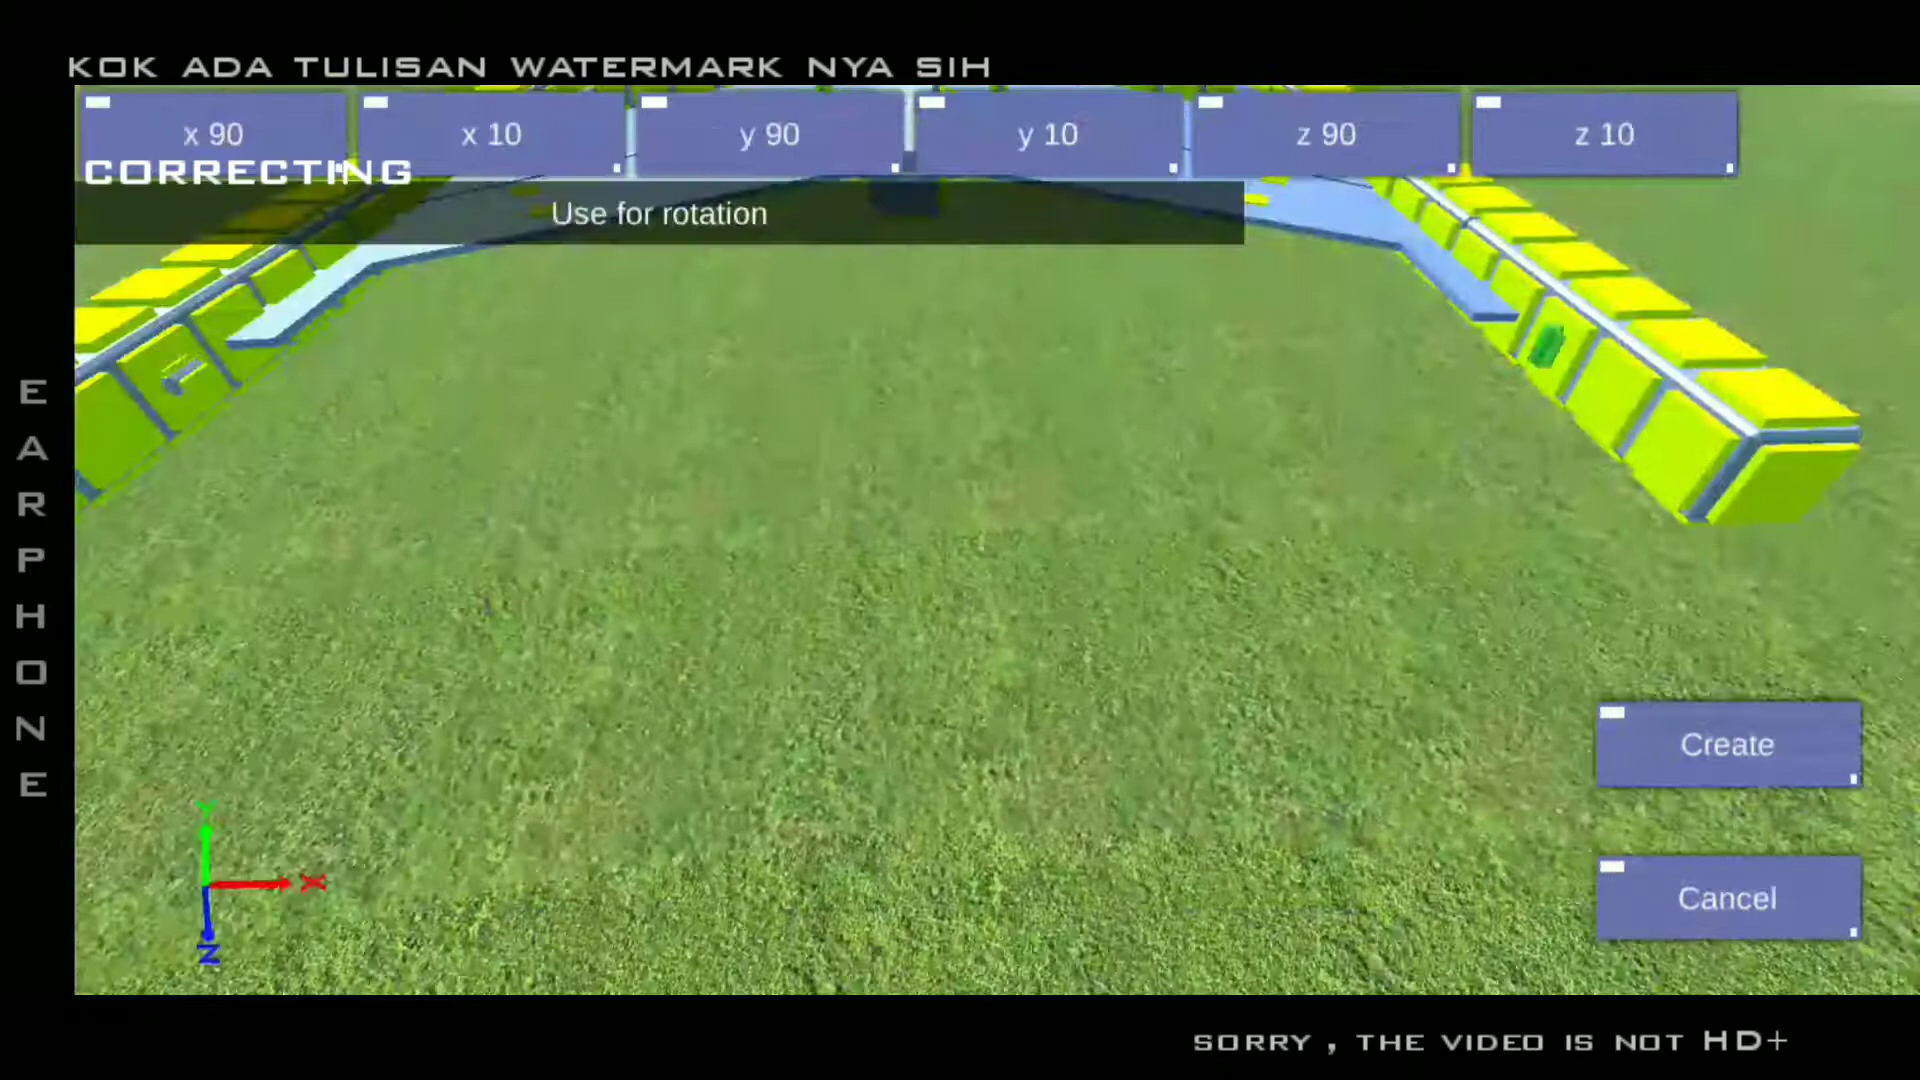 KOK ADA TULISAN WATERMARK NYA SIH
x 90
x 10
y 90
y 10
z 90
z 10
CORRECTING
Use for rotation
EARPHONE
Create
Cancel
Y
X
Z
SORRY , THE VIDEO IS NOT HD+